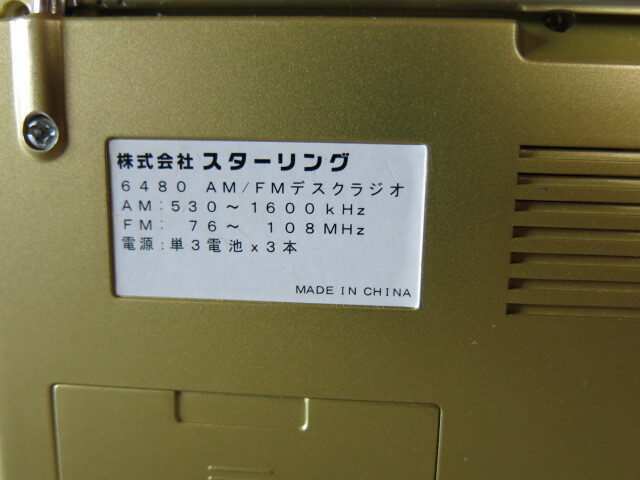 株式会社 スターリング
6480 AM/FMデスクラジオ
AM:530～1600kHz
FM: 76～ 108MHz
電源:単3電池x3本
MADE IN CHINA